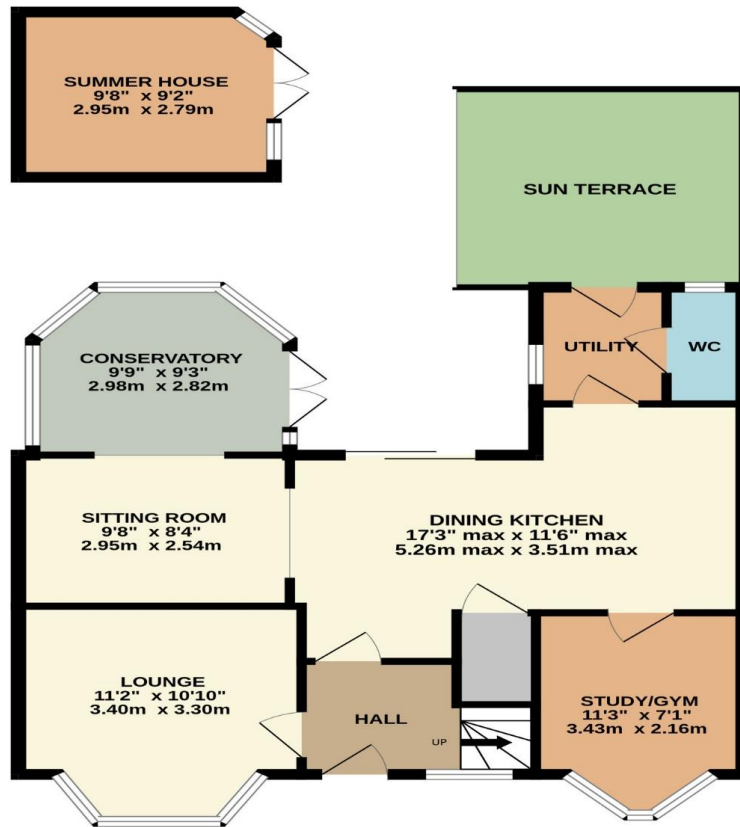 SUMMER HOUSE
9'8" x 9'2"
2.95m x 2.79m
SUN TERRACE
CONSERVATORY
9'9" x 9'3"
2.98m x 2.82m
UTILITY
WC
SITTING ROOM
9'8" x 8'4"
2.95m x 2.54m
DINING KITCHEN
17'3" max x 11'6" max
5.26m max x 3.51m max
LOUNGE
11'2" x 10'10"
3.40m x 3.30m
HALL
UP
STUDY/GYM
11'3" x 7'1"
3.43m x 2.16m